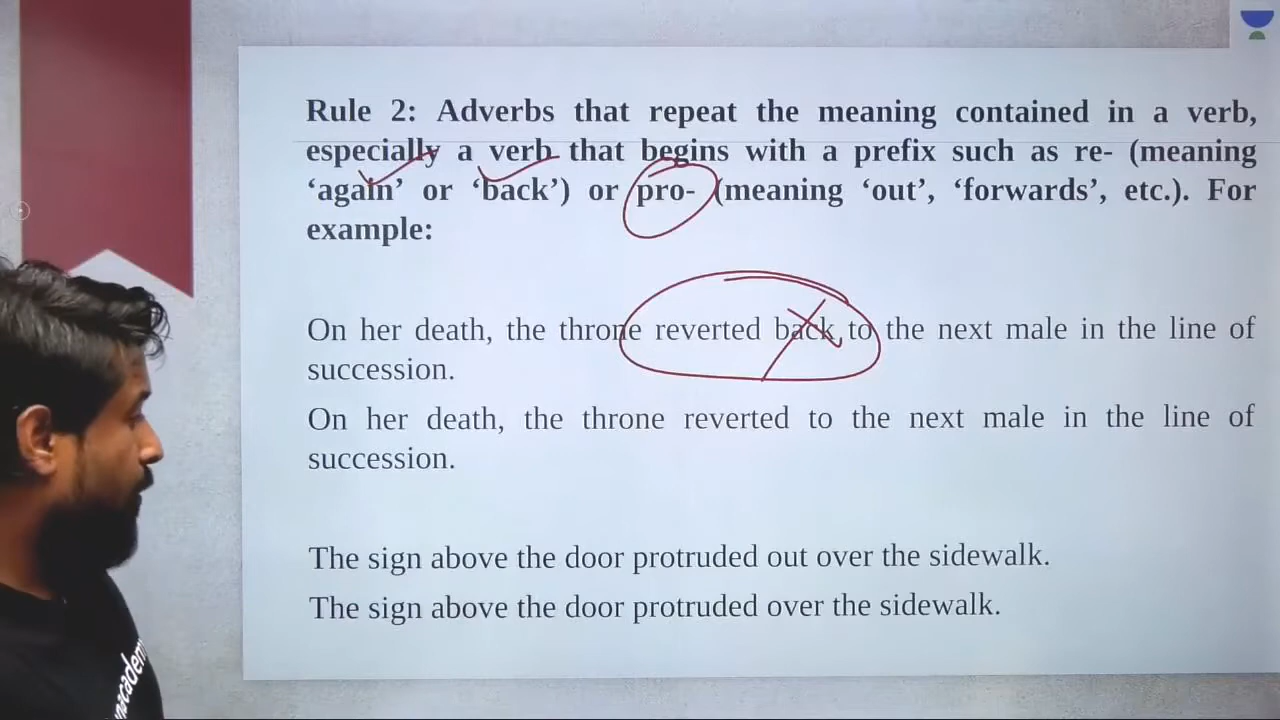 Rule 2: Adverbs that repeat the meaning contained in a verb,
especially a verb that begins with a prefix such as re- (meaning
‘again’ or ‘back’) or pro- (meaning ‘out’, ‘forwards’, etc.). For
example:
On her death, the throne reverted back to the next male in the line of
succession.
On her death, the throne reverted to the next male in the line of
succession.
The sign above the door protruded out over the sidewalk.
The sign above the door protruded over the sidewalk.